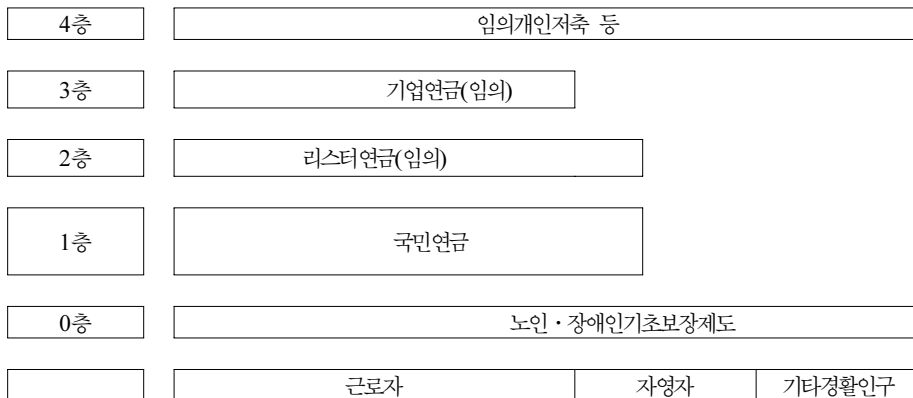 4층 임의개인저축 등
3층 기업연금(임의)
2층 리스터연금(임의)
1층 국민연금
0층 노인・장애인기초보장제도
근로자 자영자 기타경활인구